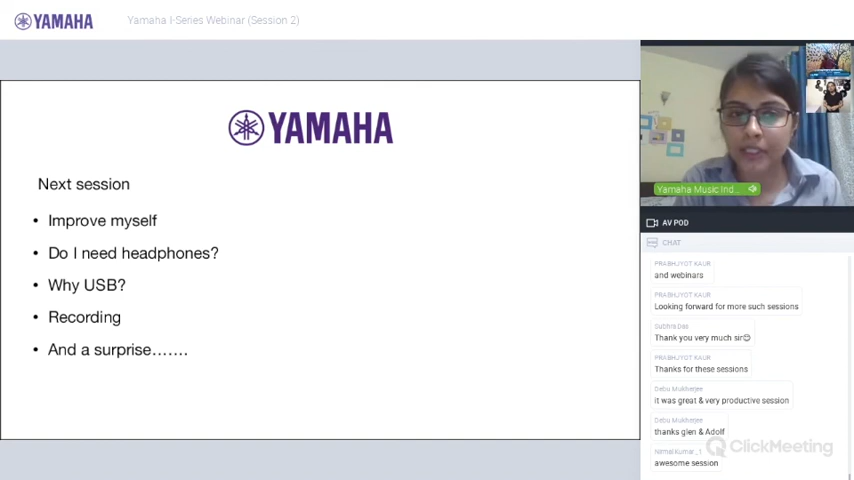 YAMAHA
Yamaha I-Series Webinar (Session 2)
YAMAHA
Next session
• Improve myself
• Do I need headphones?
• Why USB?
• Recording
• And a surprise.......
Yamaha Music Ind...
AV POD
CHAT
PRABHJYOT KAUR
and webinars
PRABHJYOT KAUR
Looking forward for more such sessions
Subhra Das
Thank you very much sir😊
PRABHJYOT KAUR
Thanks for these sessions
Debu Mukherjee
it was great & very productive session
Debu Mukherjee
thanks glen & Adolf
ClickMeeting
Nirmal Kumar _ 1
awesome session